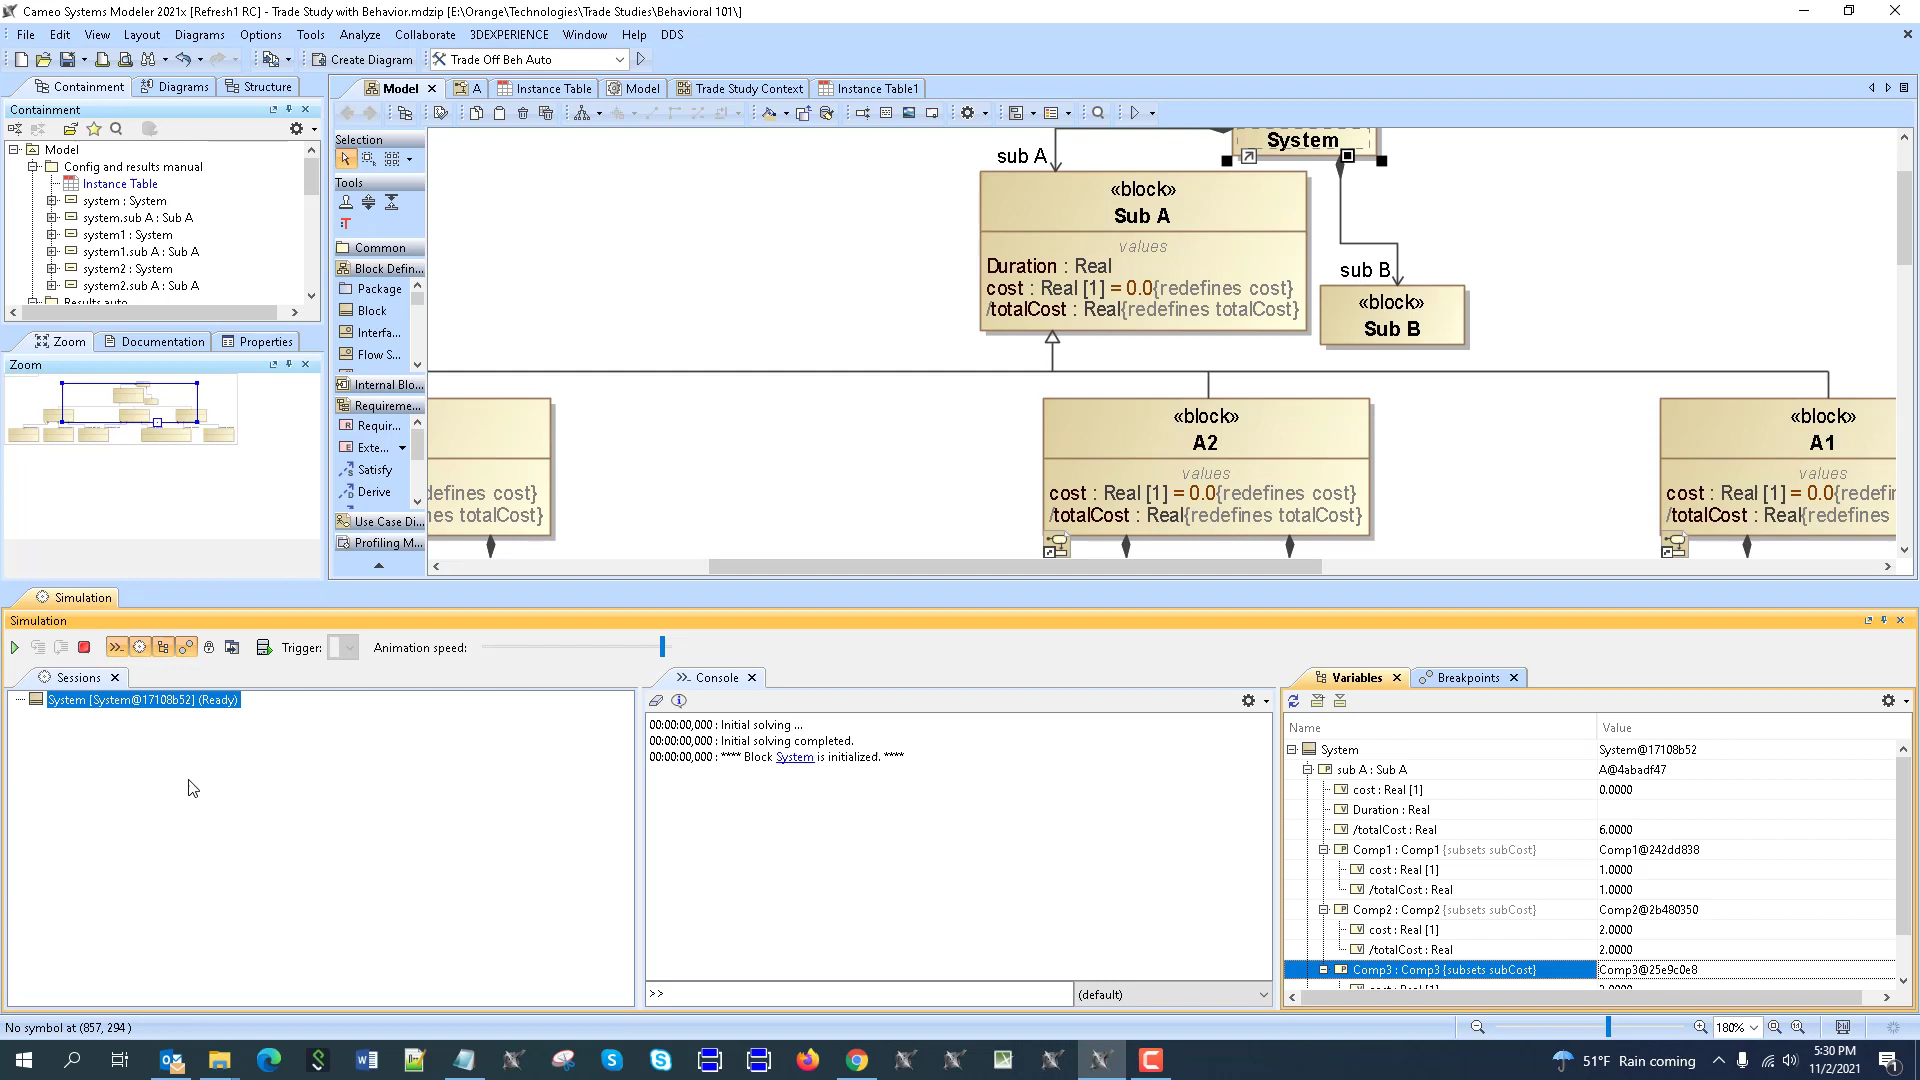 Cameo Systems Modeler 2021x [Refresh1 RC] - Trade Study with Behavior.mdzip [E:\Orange\Technologies\Trade Studies\Behavioral 101\]
File Edit View Layout Diagrams Options Tools Analyze Collaborate 3DEXPERIENCE Window Help DDS
Create Diagram Trade Off Beh Auto
Containment Diagrams Structure
Model A Instance Table Model Trade Study Context Instance Table1
Containment
Model
Config and results manual
Instance Table
system : System
system.sub A : Sub A
system1 : System
system1.sub A : Sub A
system2 : System
system2.sub A : Sub A
Results auto
Zoom Documentation Properties
Zoom
Selection
Tools
Common
Block Defin...
Package
Block
Interfa...
Flow S...
Internal Blo...
Requireme...
Requir...
Exte...
Satisfy
Derive
Use Case Di...
Profiling M...
System
sub A
«block»
Sub A
values
Duration : Real
cost : Real [1] = 0.0{redefines cost}
/totalCost : Real{redefines totalCost}
sub B
«block»
Sub B
defines cost}
nes totalCost}
«block»
A2
values
cost : Real [1] = 0.0{redefines cost}
/totalCost : Real{redefines totalCost}
«block»
A1
values
cost : Real [1] = 0.0{redefi
/totalCost : Real{redefines
Simulation
Simulation
Trigger: Animation speed:
Sessions
System [System@17108b52] (Ready)
Console
00:00:00,000 : Initial solving ...
00:00:00,000 : Initial solving completed.
00:00:00,000 : **** Block System is initialized. ****
>> (default)
Variables Breakpoints
Name Value
System System@17108b52
sub A : Sub A A@4abadf47
cost : Real [1] 0.0000
Duration : Real
/totalCost : Real 6.0000
Comp1 : Comp1 {subsets subCost} Comp1@242dd838
cost : Real [1] 1.0000
/totalCost : Real 1.0000
Comp2 : Comp2 {subsets subCost} Comp2@2b480350
cost : Real [1] 2.0000
/totalCost : Real 2.0000
Comp3 : Comp3 {subsets subCost} Comp3@25e9c0e8
cost : Real [1] 3.0000
No symbol at (857, 294 )
180%
51°F Rain coming
5:30 PM
11/2/2021
1